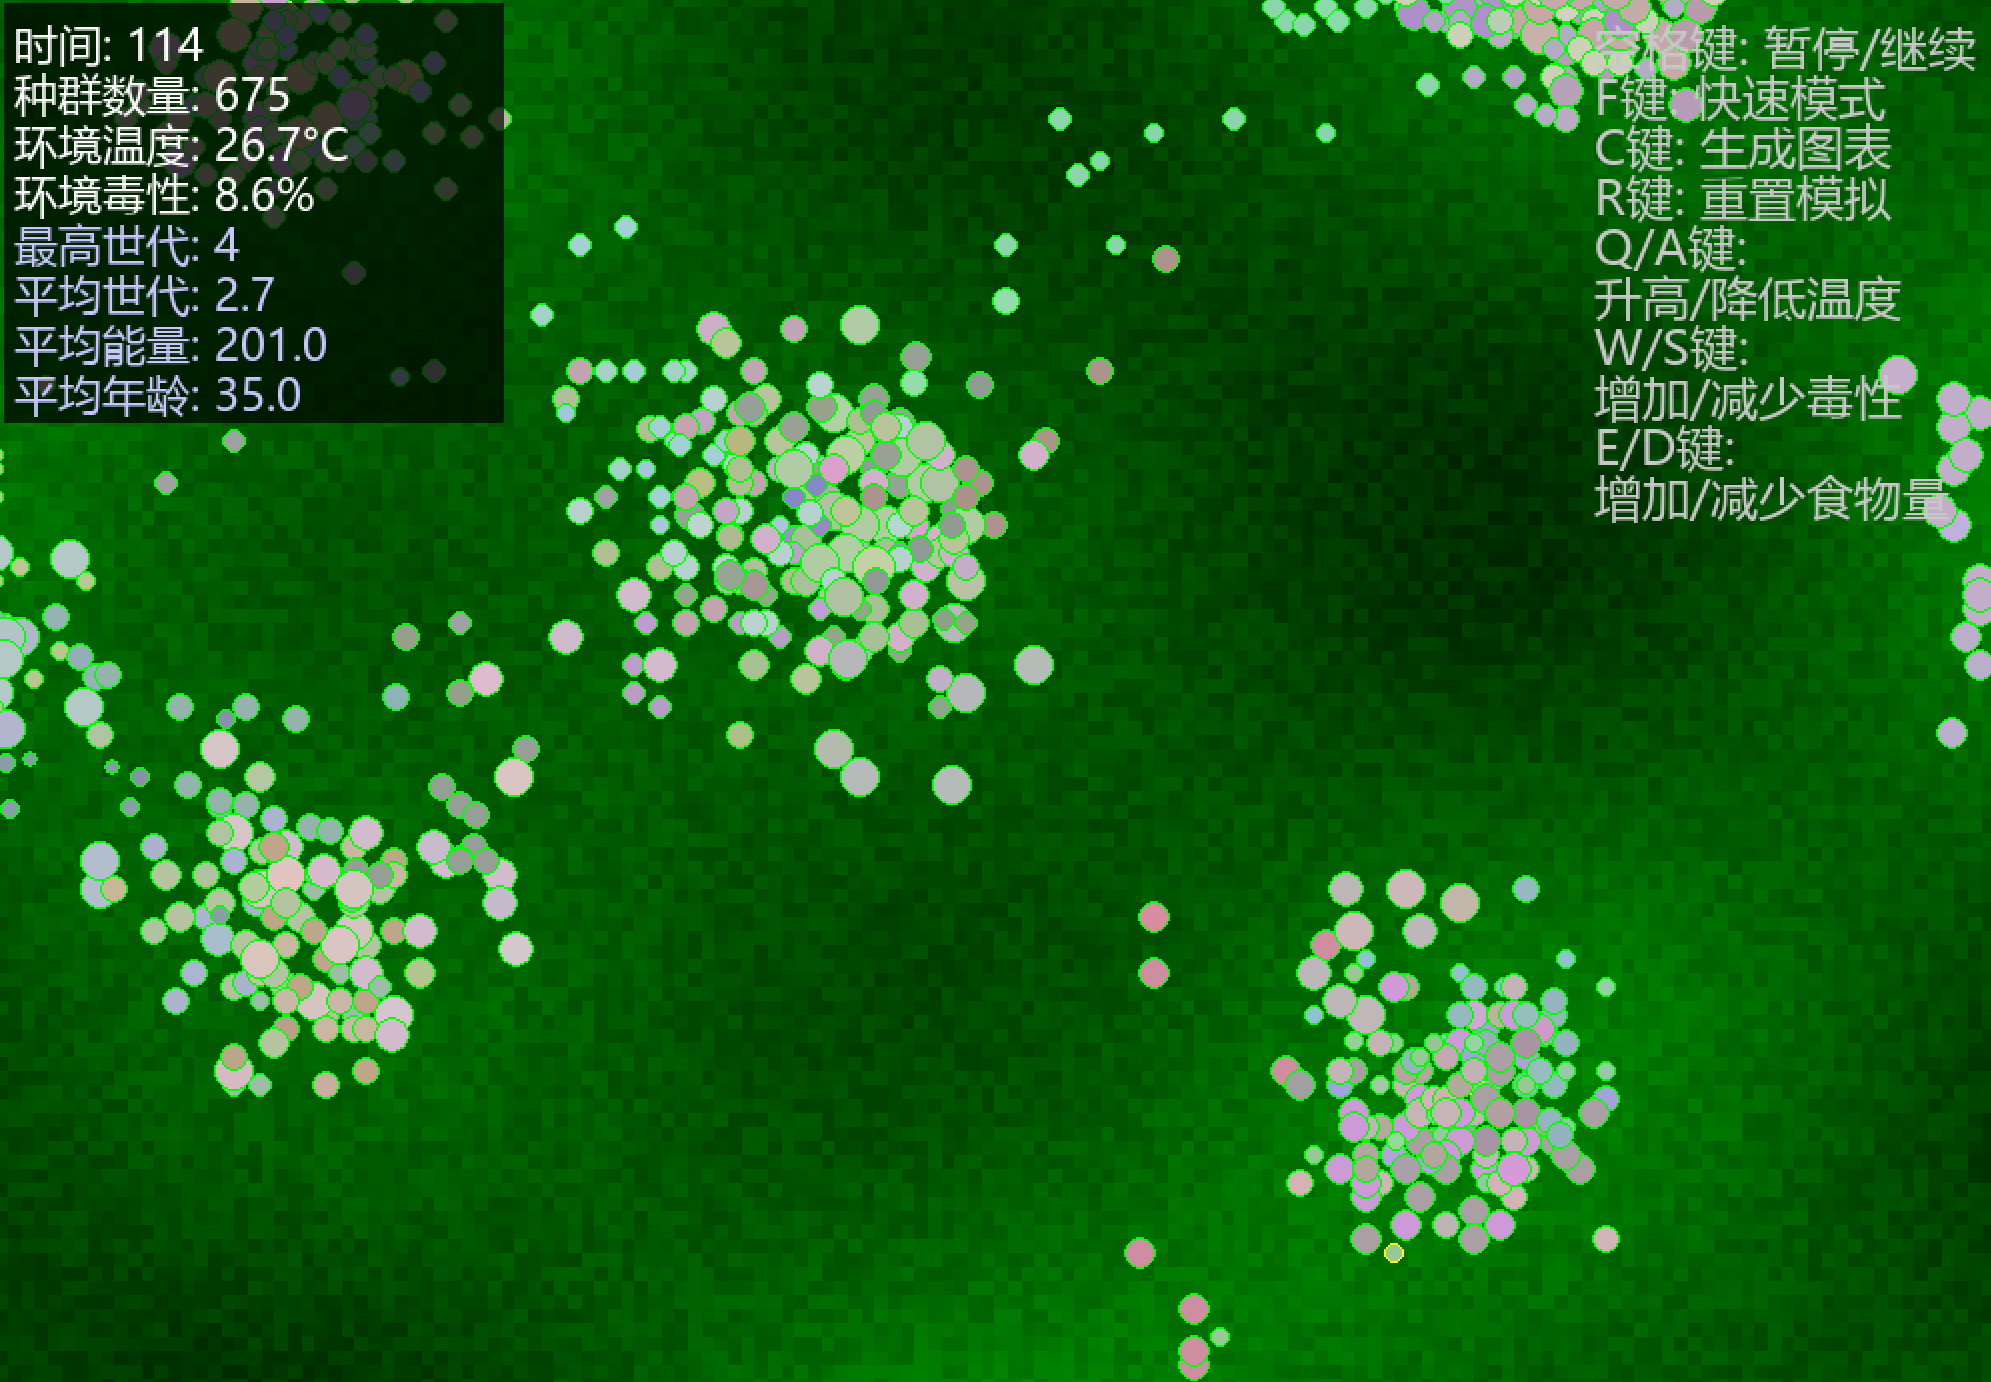 时间: 114
种群数量: 675
环境温度: 26.7°C
环境毒性: 8.6%
最高世代: 4
平均世代: 2.7
平均能量: 201.0
平均年龄: 35.0
空格键: 暂停/继续
F键: 快速模式
C键: 生成图表
R键: 重置模拟
Q/A键:
升高/降低温度
W/S键:
增加/减少毒性
E/D键:
增加/减少食物量